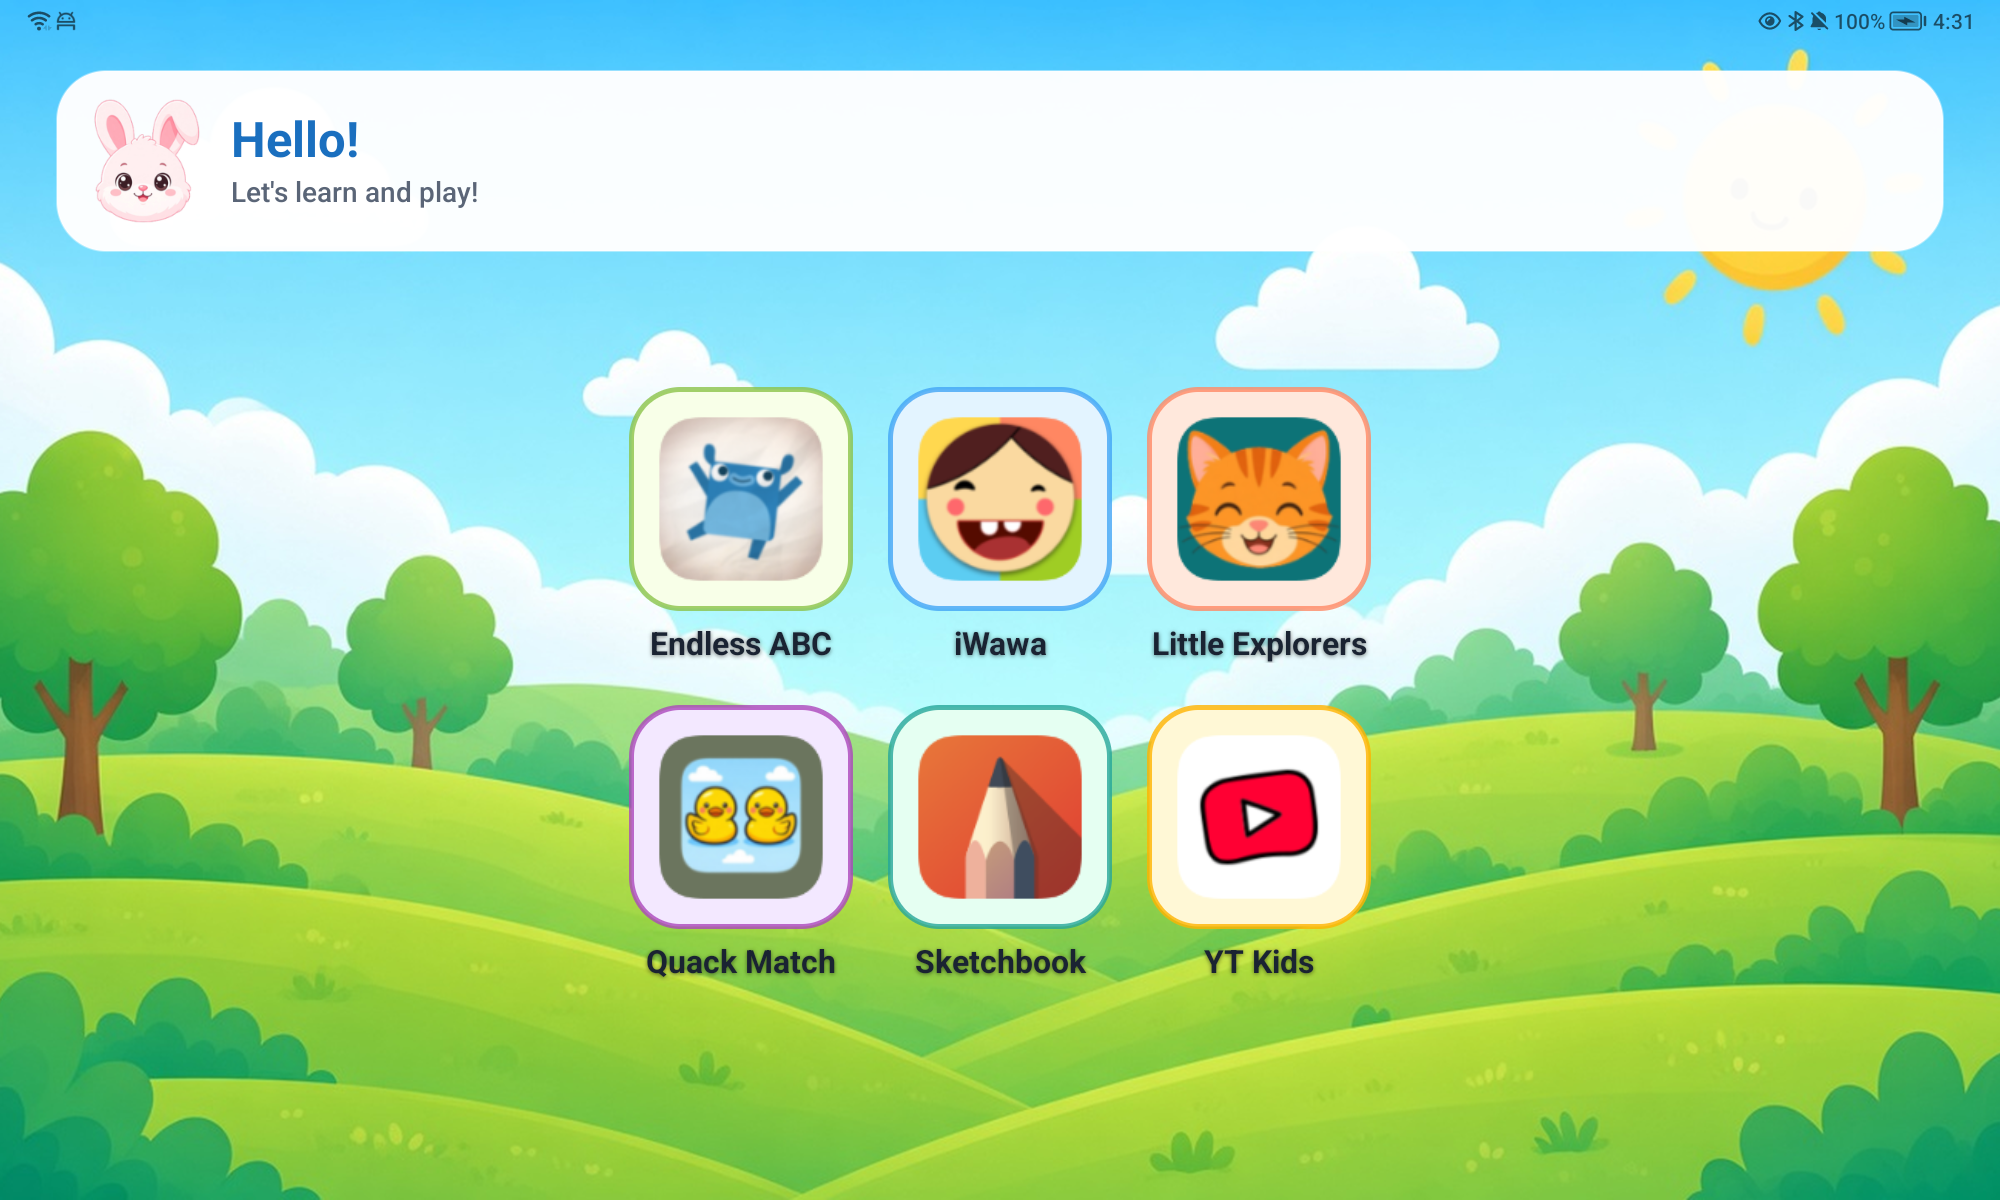 100% 4:31
Hello!
Let's learn and play!
Endless ABC
iWawa
Little Explorers
Quack Match
Sketchbook
YT Kids